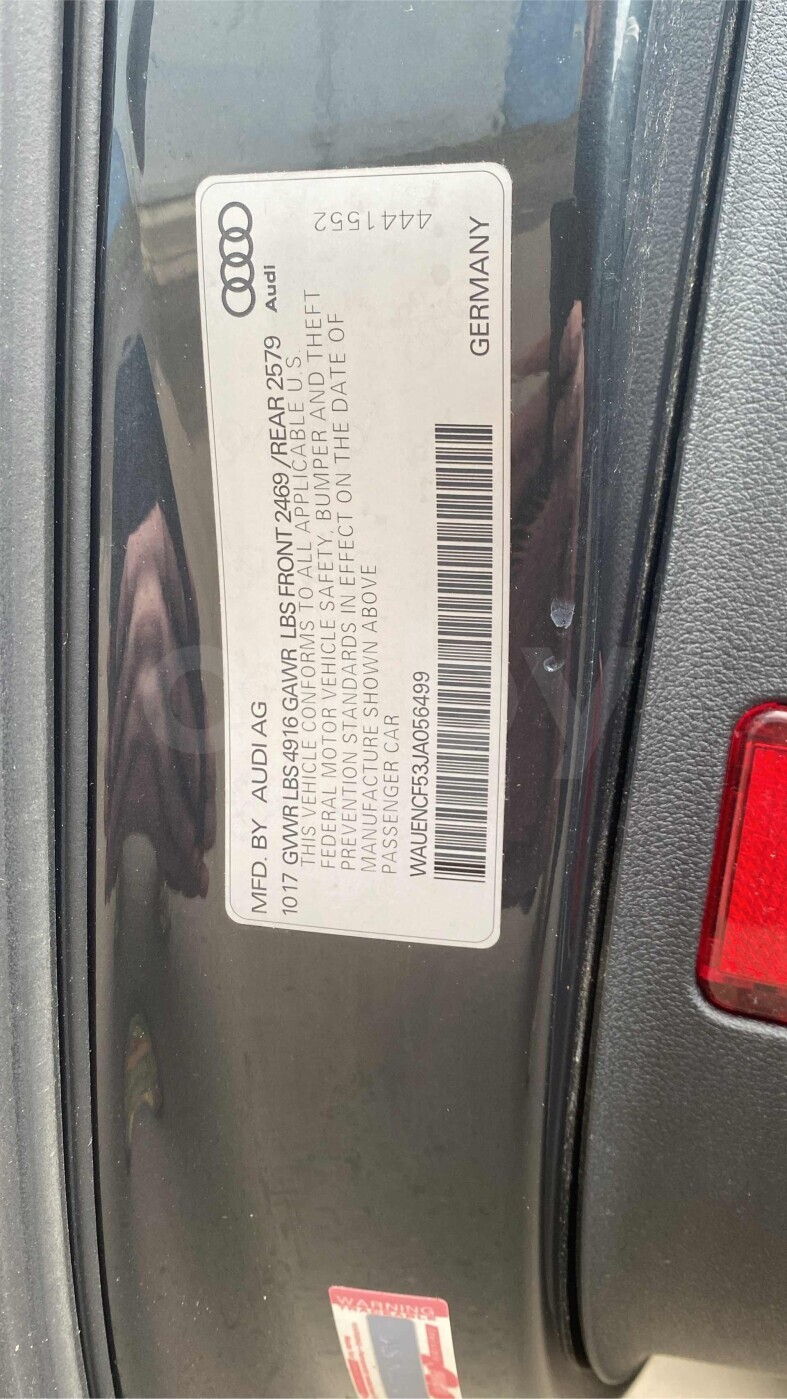 Audi
4441552
MFD. BY AUDI AG
1017 GVWR LBS 4916 GAWR LBS FRONT 2469 /REAR 2579
THIS VEHICLE CONFORMS TO ALL APPLICABLE U.S.
FEDERAL MOTOR VEHICLE SAFETY, BUMPER AND THEFT
PREVENTION STANDARDS IN EFFECT ON THE DATE OF
MANUFACTURE SHOWN ABOVE
PASSENGER CAR
WAUENCF53JA056499
GERMANY
WARNING